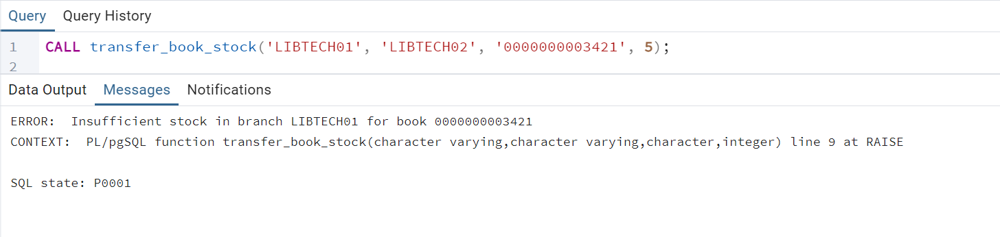 Query Query History
1 CALL transfer_book_stock('LIBTECH01', 'LIBTECH02', '0000000003421', 5);
2
Data Output Messages Notifications
ERROR:  Insufficient stock in branch LIBTECH01 for book 0000000003421
CONTEXT:  PL/pgSQL function transfer_book_stock(character varying,character varying,character,integer) line 9 at RAISE
SQL state: P0001